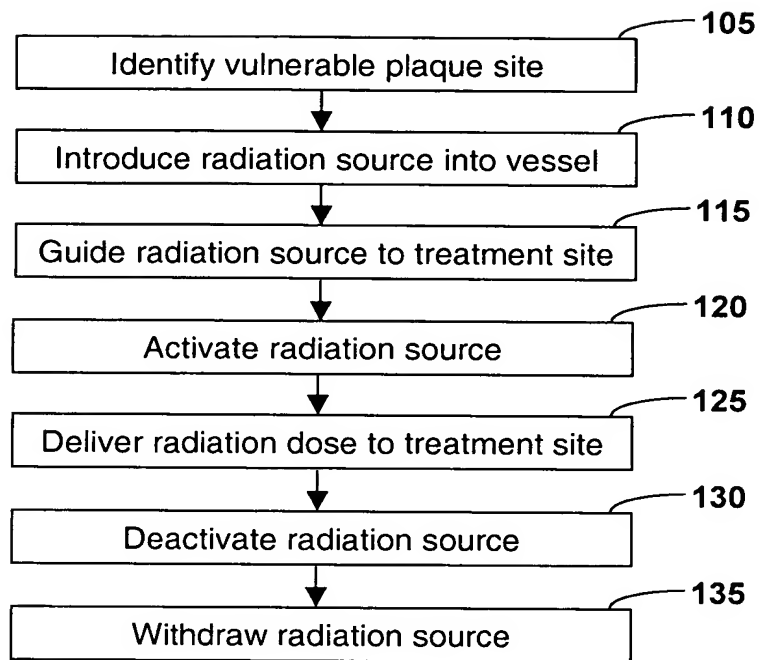 105
Identify vulnerable plaque site
110
Introduce radiation source into vessel
115
Guide radiation source to treatment site
120
Activate radiation source
125
Deliver radiation dose to treatment site
130
Deactivate radiation source
135
Withdraw radiation source